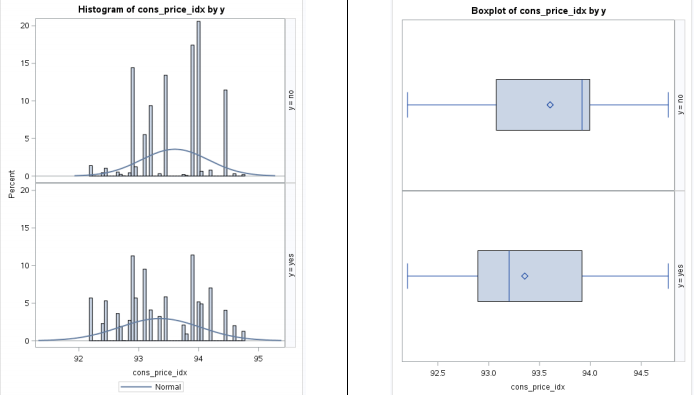 Histogram of cons_price_idx by y
20
15
10
5
0
y = no
20
15
10
5
0
y = yes
Percent
92 93 94 95
cons_price_idx
Normal
Boxplot of cons_price_idx by y
y = no
y = yes
92.5 93.0 93.5 94.0 94.5
cons_price_idx